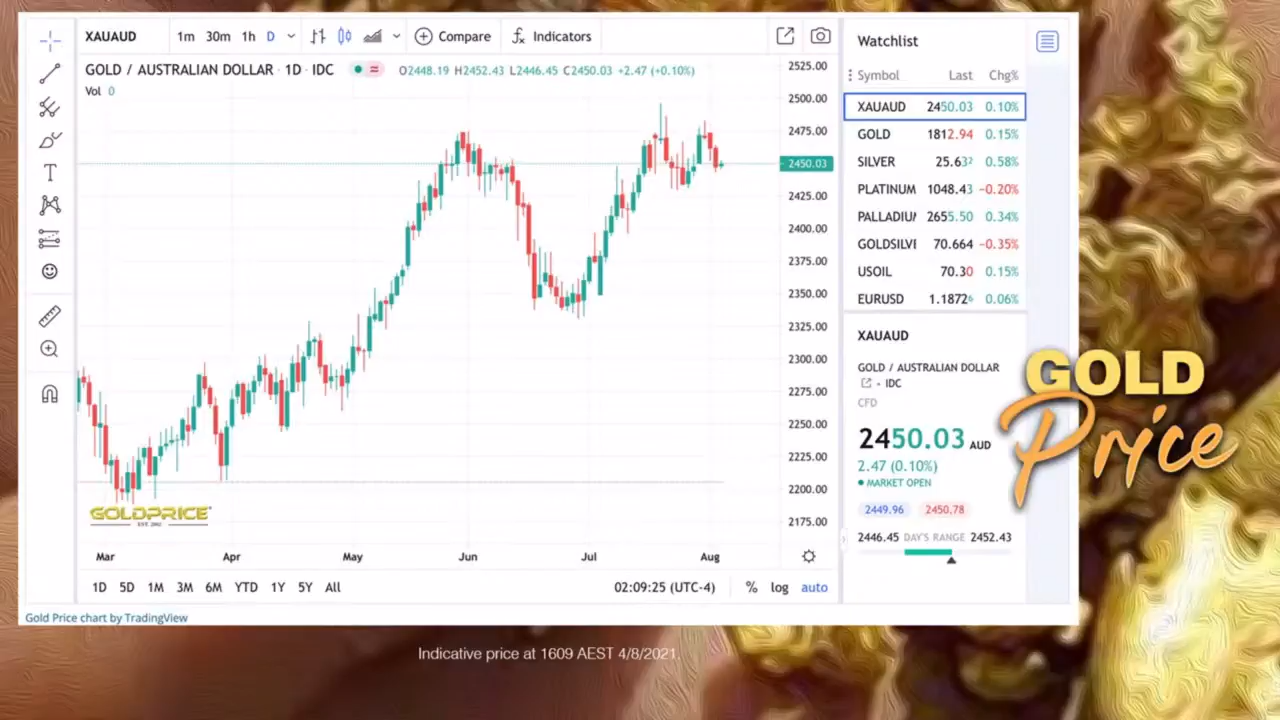 XAUAUD 1m 30m 1h D Compare Indicators
GOLD / AUSTRALIAN DOLLAR · 1D · IDC O2448.19 H2452.43 L2446.45 C2450.03 +2.47 (+0.10%)
Vol 0
2525.00
2500.00
2475.00
2450.03
2425.00
2400.00
2375.00
2350.00
2325.00
2300.00
2275.00
2250.00
2225.00
2200.00
2175.00
GOLDPRICE
EST. 2002
Mar Apr May Jun Jul Aug
1D 5D 1M 3M 6M YTD 1Y 5Y All 02:09:25 (UTC-4) % log auto
Gold Price chart by TradingView
Watchlist
Symbol Last Chg%
XAUAUD 2450.03 0.10%
GOLD 1812.94 0.15%
SILVER 25.63² 0.58%
PLATINUM 1048.43 −0.20%
PALLADIU 2655.50 0.34%
GOLDSILVE 70.664 −0.35%
USOIL 70.30 0.15%
EURUSD 1.1872⁶ 0.06%
XAUAUD
GOLD / AUSTRALIAN DOLLAR
IDC
CFD
2450.03 AUD
2.47 (0.10%)
MARKET OPEN
2449.96 2450.78
2446.45 DAY'S RANGE 2452.43
GOLD
Price
Indicative price at 1609 AEST 4/8/2021.